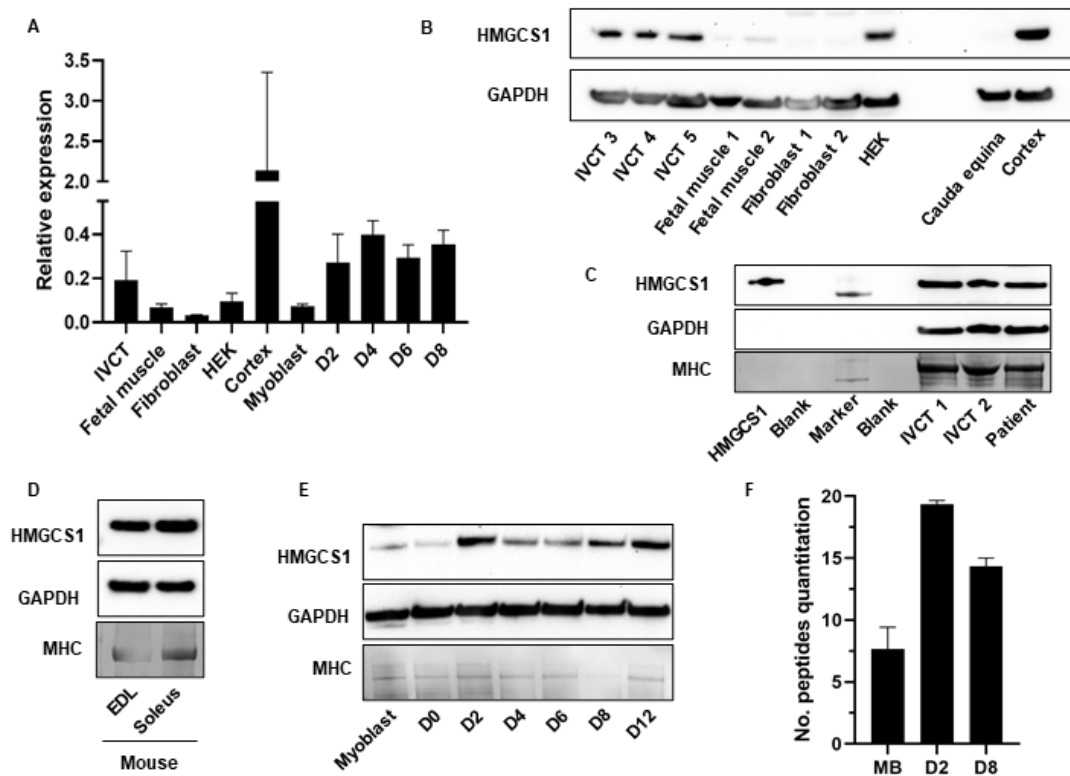 A
Relative expression
3.5
3.0
2.5
2.0
0.4
0.2
0.0
IVCT
Fetal muscle
Fibroblast
HEK
Cortex
Myoblast
D2
D4
D6
D8
B
HMGCS1
GAPDH
IVCT 3
IVCT 4
IVCT 5
Fetal muscle 1
Fetal muscle 2
Fibroblast 1
Fibroblast 2
HEK
Cauda equina
Cortex
C
HMGCS1
GAPDH
MHC
HMGCS1
Blank
Marker
Blank
IVCT 1
IVCT 2
Patient
D
HMGCS1
GAPDH
MHC
EDL
Soleus
Mouse
E
HMGCS1
GAPDH
MHC
Myoblast
D0
D2
D4
D6
D8
D12
F
No. peptides quantitation
20
15
10
5
0
MB
D2
D8